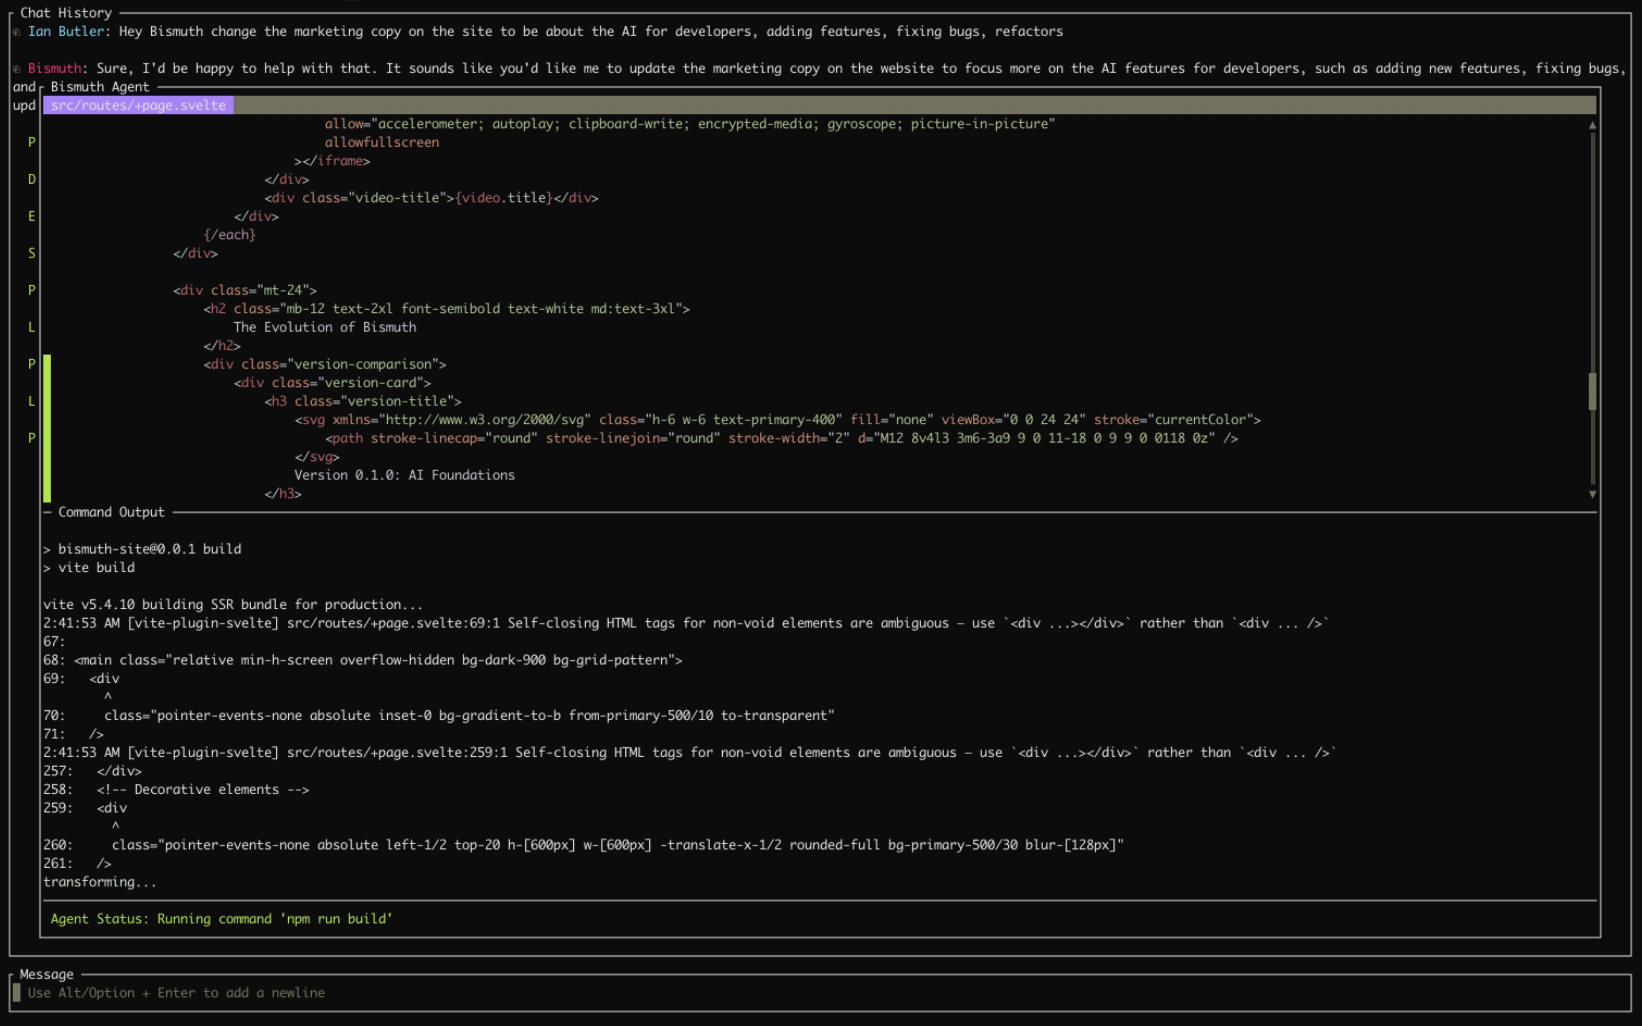 Chat History
Ian Butler: Hey Bismuth change the marketing copy on the site to be about the AI for developers, adding features, fixing bugs, refactors
Bismuth: Sure, I'd be happy to help with that. It sounds like you'd like me to update the marketing copy on the website to focus more on the AI features for developers, such as adding new features, fixing bugs,
and
Bismuth Agent
upd
src/routes/+page.svelte
allow="accelerometer; autoplay; clipboard-write; encrypted-media; gyroscope; picture-in-picture"
P
allowfullscreen
></iframe>
D
</div>
<div class="video-title">{video.title}</div>
E
</div>
{/each}
S
</div>
P
<div class="mt-24">
<h2 class="mb-12 text-2xl font-semibold text-white md:text-3xl">
L
The Evolution of Bismuth
</h2>
P
<div class="version-comparison">
<div class="version-card">
L
<h3 class="version-title">
<svg xmlns="http://www.w3.org/2000/svg" class="h-6 w-6 text-primary-400" fill="none" viewBox="0 0 24 24" stroke="currentColor">
P
<path stroke-linecap="round" stroke-linejoin="round" stroke-width="2" d="M12 8v4l3 3m6-3a9 9 0 11-18 0 9 9 0 0118 0z" />
</svg>
Version 0.1.0: AI Foundations
</h3>
Command Output
> bismuth-site@0.0.1 build
> vite build
vite v5.4.10 building SSR bundle for production...
2:41:53 AM [vite-plugin-svelte] src/routes/+page.svelte:69:1 Self-closing HTML tags for non-void elements are ambiguous — use `<div ...></div>` rather than `<div ... />`
67:
68: <main class="relative min-h-screen overflow-hidden bg-dark-900 bg-grid-pattern">
69:   <div
^
70:     class="pointer-events-none absolute inset-0 bg-gradient-to-b from-primary-500/10 to-transparent"
71:   />
2:41:53 AM [vite-plugin-svelte] src/routes/+page.svelte:259:1 Self-closing HTML tags for non-void elements are ambiguous — use `<div ...></div>` rather than `<div ... />`
257:   </div>
258:   <!-- Decorative elements -->
259:   <div
^
260:     class="pointer-events-none absolute left-1/2 top-20 h-[600px] w-[600px] -translate-x-1/2 rounded-full bg-primary-500/30 blur-[128px]"
261:   />
transforming...
Agent Status: Running command 'npm run build'
Message
Use Alt/Option + Enter to add a newline